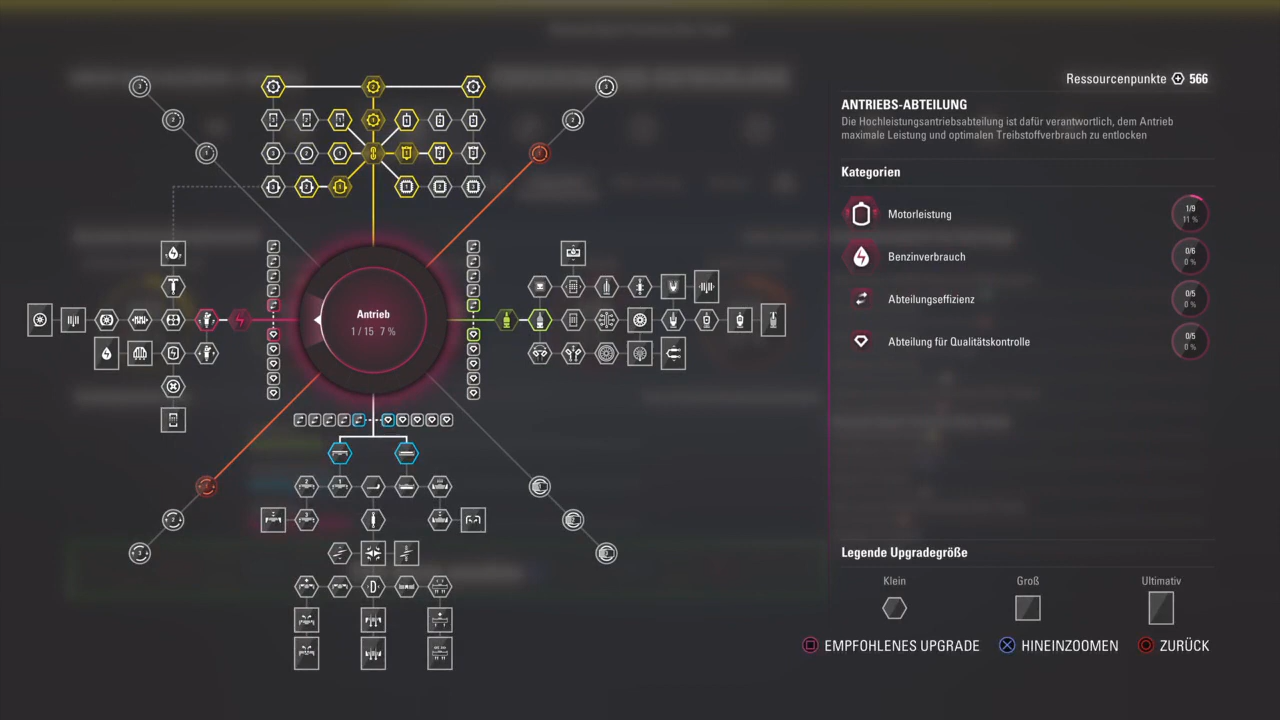 Ressourcenpunkte 566
ANTRIEBS-ABTEILUNG
Die Hochleistungsantriebsabteilung ist dafür verantwortlich, dem Antrieb
maximale Leistung und optimalen Treibstoffverbrauch zu entlocken
Kategorien
Motorleistung
1/9
11 %
Benzinverbrauch
0/6
0 %
Abteilungseffizienz
0/5
0 %
Abteilung für Qualitätskontrolle
0/5
0 %
Antrieb
1 / 15 7 %
Legende Upgradegröße
Klein
Groß
Ultimativ
EMPFOHLENES UPGRADE
HINEINZOOMEN
ZURÜCK